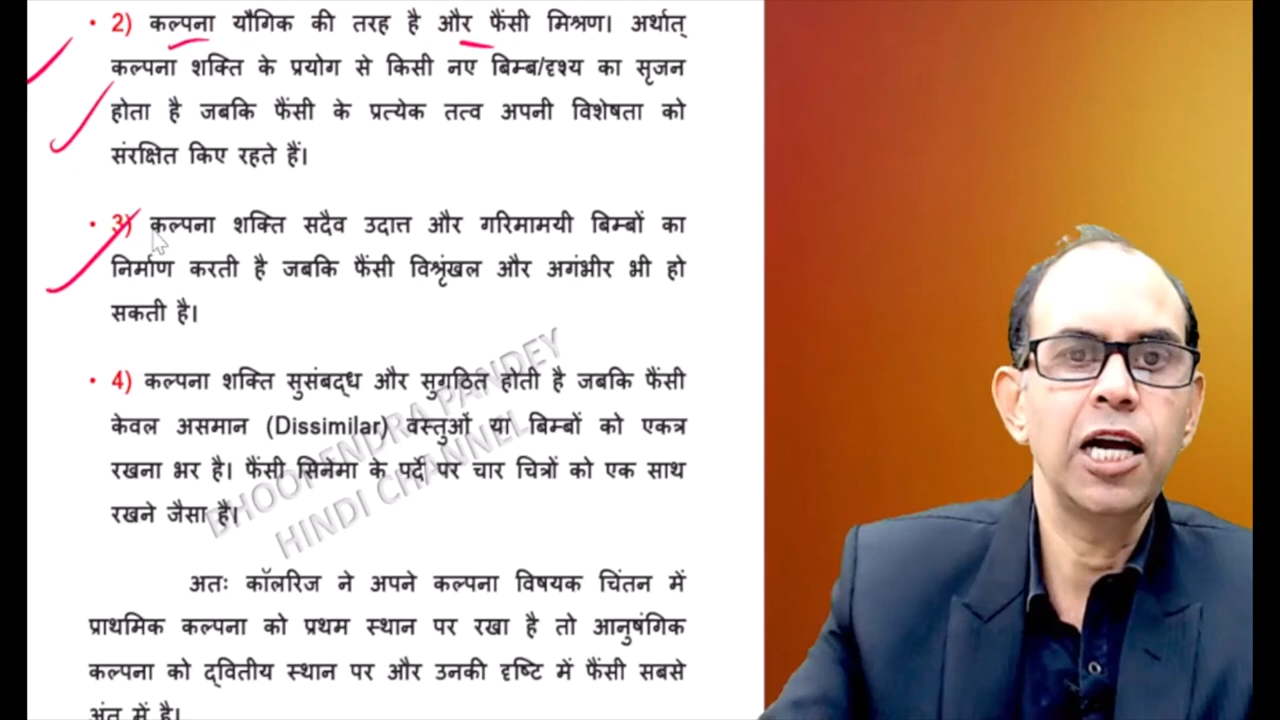 • 2) कल्पना यौगिक की तरह है और फैंसी मिश्रण। अर्थात्
कल्पना शक्ति के प्रयोग से किसी नए बिम्ब/दृश्य का सृजन
होता है जबकि फैंसी के प्रत्येक तत्व अपनी विशेषता को
संरक्षित किए रहते हैं।
• 3) कल्पना शक्ति सदैव उदात्त और गरिमामयी बिम्बों का
निर्माण करती है जबकि फैंसी विश्रृंखल और अगंभीर भी हो
सकती है।
• 4) कल्पना शक्ति सुसंबद्ध और सुगठित होती है जबकि फैंसी
केवल असमान (Dissimilar) वस्तुओं या बिम्बों को एकत्र
रखना भर है। फैंसी सिनेमा के पर्दे पर चार चित्रों को एक साथ
रखने जैसा है।
BHOOPENDRA PANDEY
HINDI CHANNEL
अतः कॉलरिज ने अपने कल्पना विषयक चिंतन में
प्राथमिक कल्पना को प्रथम स्थान पर रखा है तो आनुषंगिक
कल्पना को द्वितीय स्थान पर और उनकी दृष्टि में फैंसी सबसे
अंत में है।